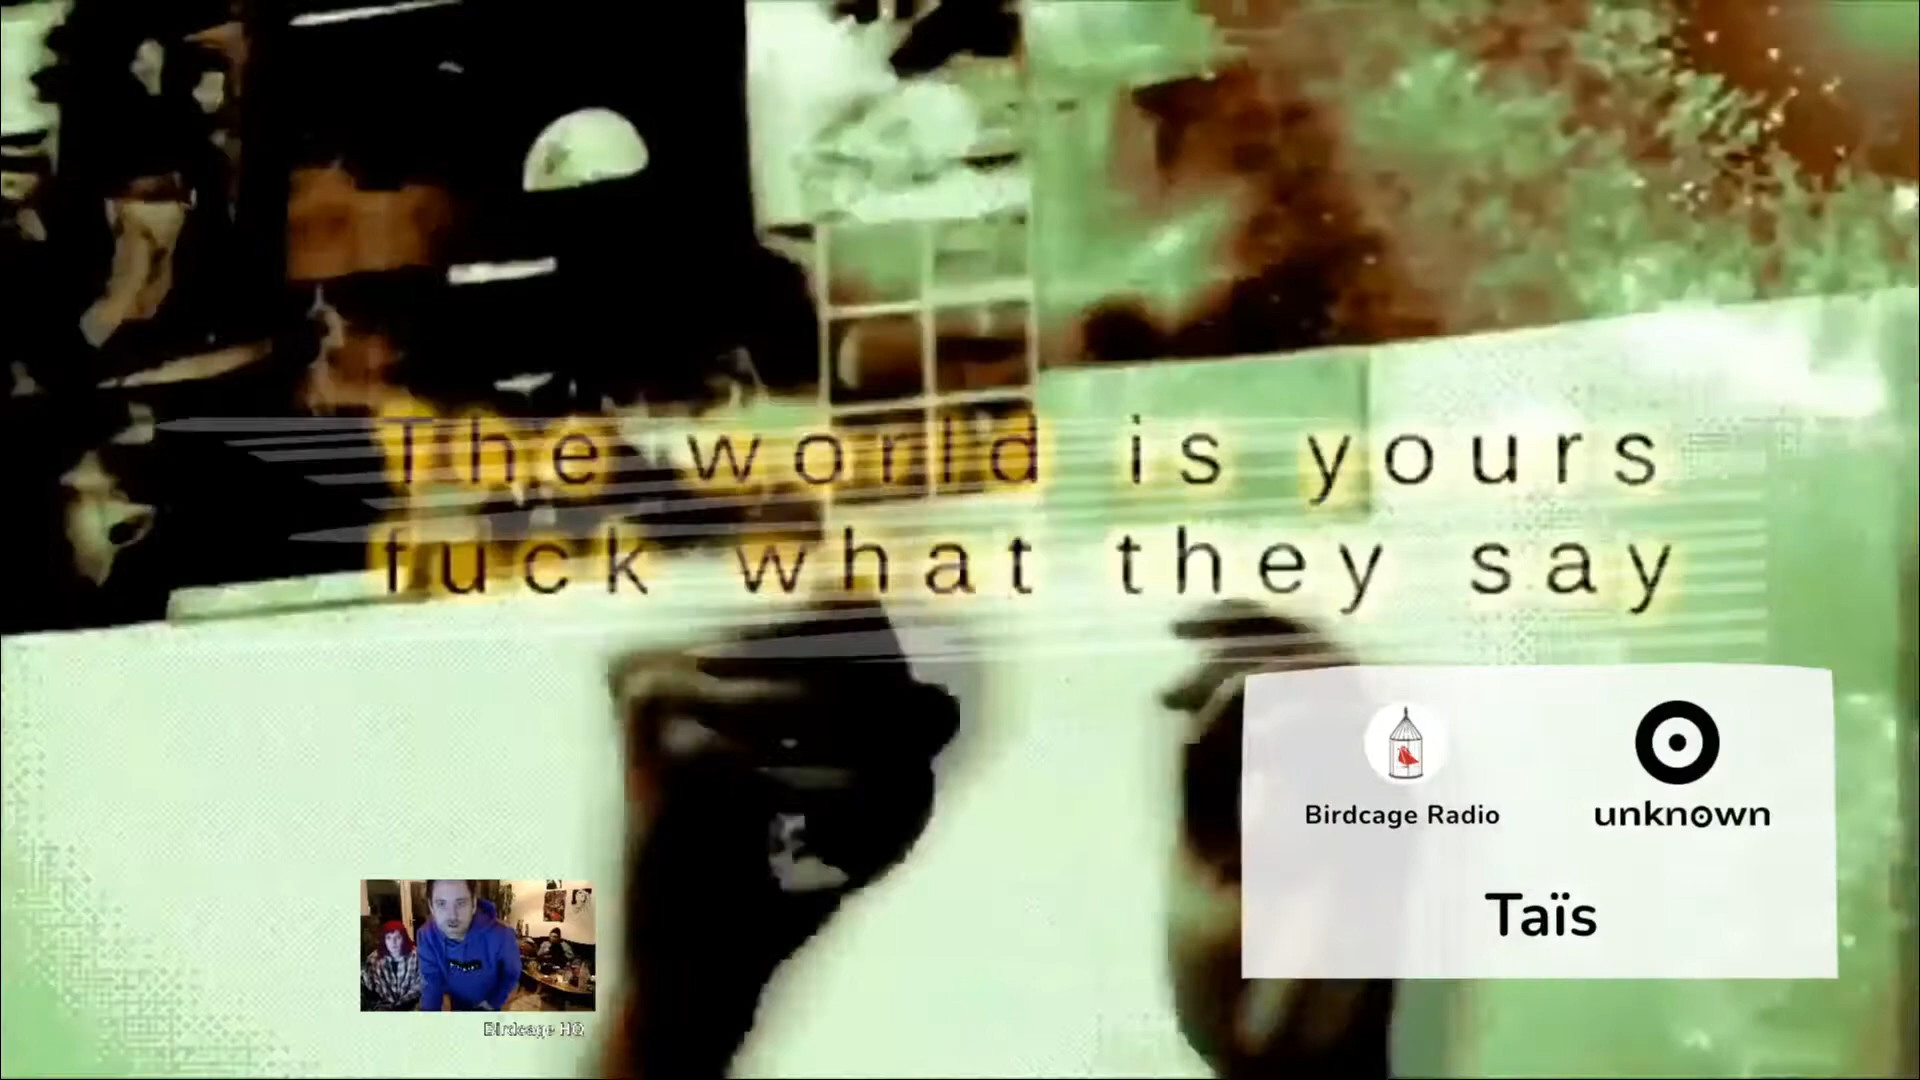 The world is yours
fuck what they say
Birdcage Radio
unknown
Taïs
Birdcage HQ